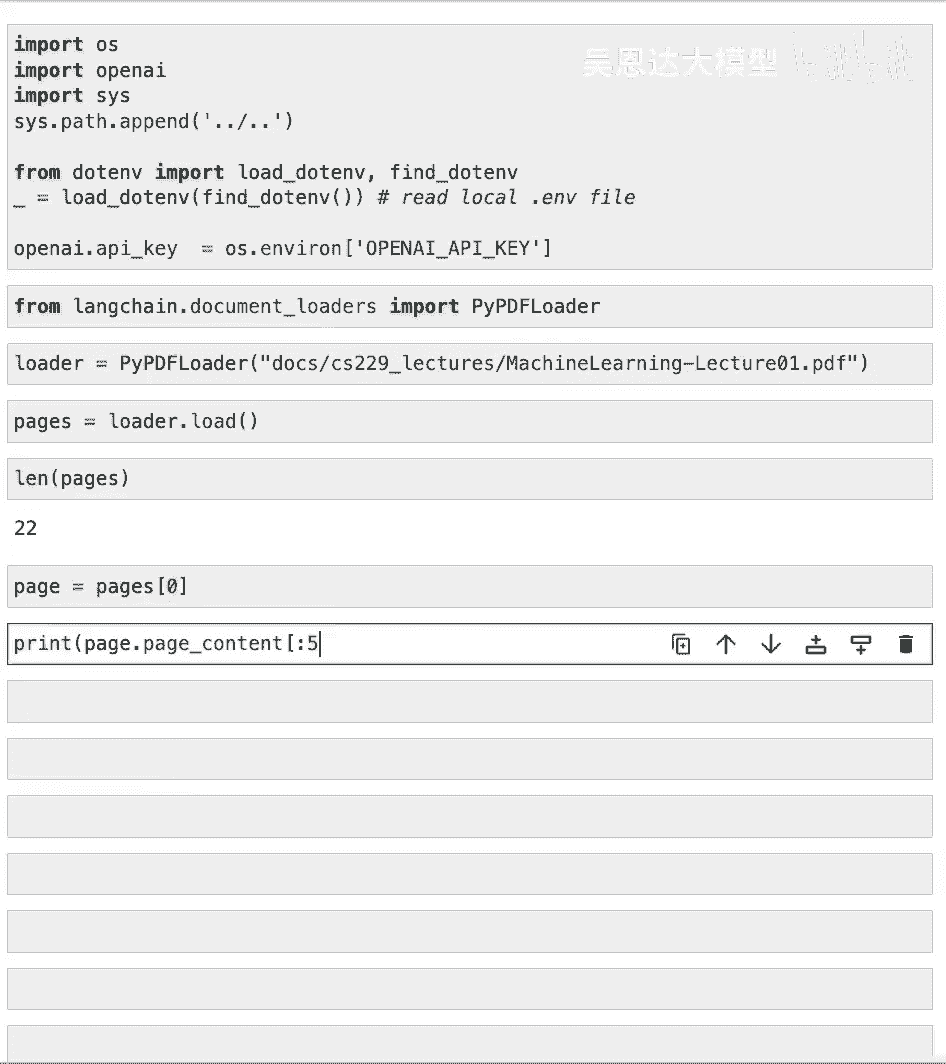 吴恩达大模型
import os
import openai
import sys
sys.path.append('../..')
from dotenv import load_dotenv, find_dotenv
_ = load_dotenv(find_dotenv()) # read local .env file
openai.api_key  = os.environ['OPENAI_API_KEY']
from langchain.document_loaders import PyPDFLoader
loader = PyPDFLoader("docs/cs229_lectures/MachineLearning-Lecture01.pdf")
pages = loader.load()
len(pages)
22
page = pages[0]
print(page.page_content[:5